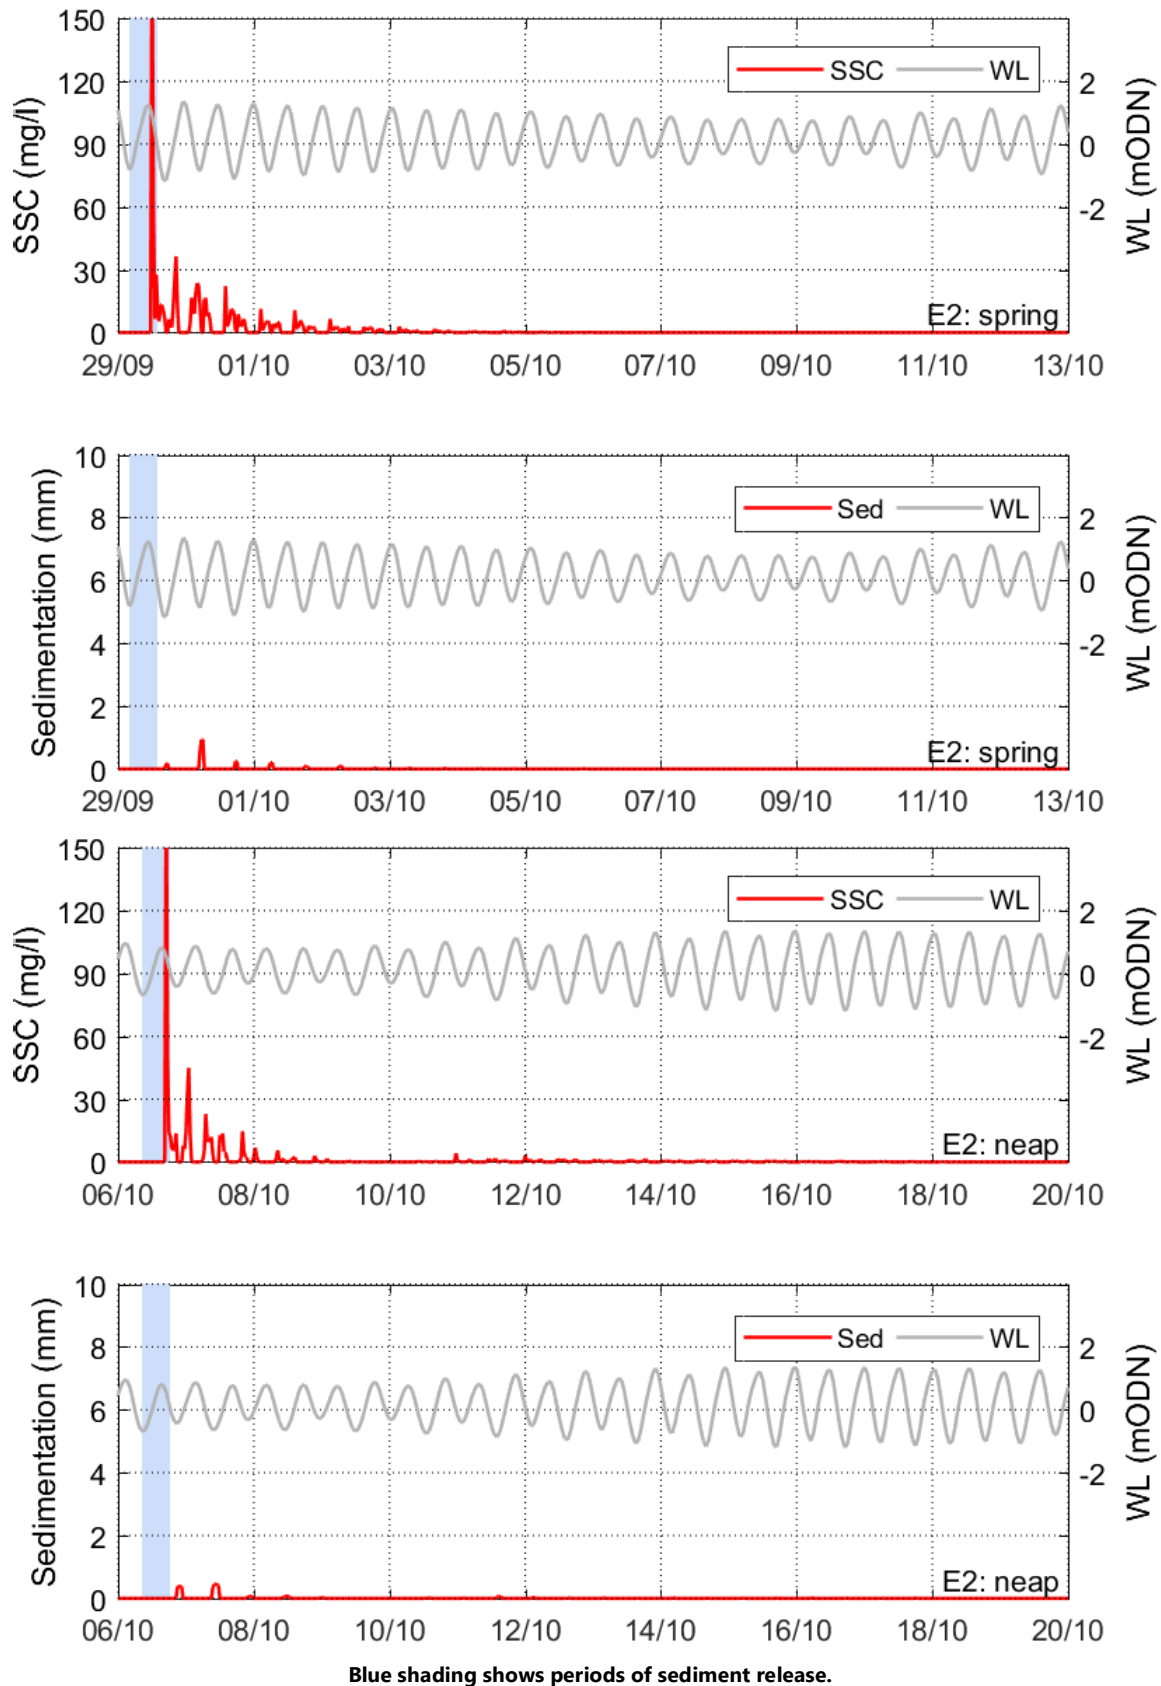 150
120
90
60
30
0
SSC (mg/l)
SSC WL
2
0
-2
WL (mODN)
E2: spring
29/09 01/10 03/10 05/10 07/10 09/10 11/10 13/10
10
8
6
4
2
0
Sedimentation (mm)
Sed WL
2
0
-2
WL (mODN)
E2: spring
29/09 01/10 03/10 05/10 07/10 09/10 11/10 13/10
150
120
90
60
30
0
SSC (mg/l)
SSC WL
2
0
-2
WL (mODN)
E2: neap
06/10 08/10 10/10 12/10 14/10 16/10 18/10 20/10
10
8
6
4
2
0
Sedimentation (mm)
Sed WL
2
0
-2
WL (mODN)
E2: neap
06/10 08/10 10/10 12/10 14/10 16/10 18/10 20/10
Blue shading shows periods of sediment release.